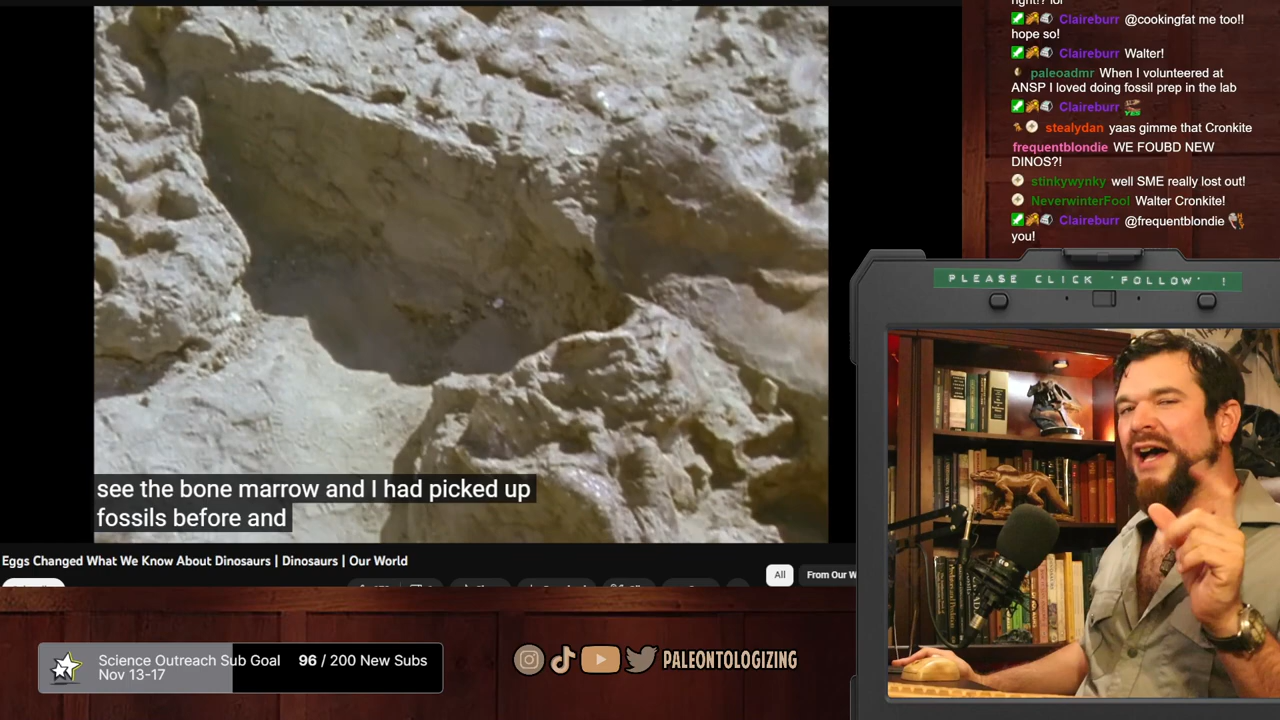 right!? lol
Claireburr @cookingfat me too!!
hope so!
Claireburr Walter!
paleoadmr When I volunteered at
ANSP I loved doing fossil prep in the lab
Claireburr
YES
stealydan yaas gimme that Cronkite
frequentblondie WE FOUBD NEW
DINOS?!
stinkywynky well SME really lost out!
NeverwinterFool Walter Cronkite!
Claireburr @frequentblondie
you!
PLEASE CLICK 'FOLLOW' !
see the bone marrow and I had picked up
fossils before and
Eggs Changed What We Know About Dinosaurs | Dinosaurs | Our World
All
From Our W
Science Outreach Sub Goal 96 / 200 New Subs
Nov 13-17
PALEONTOLOGIZING